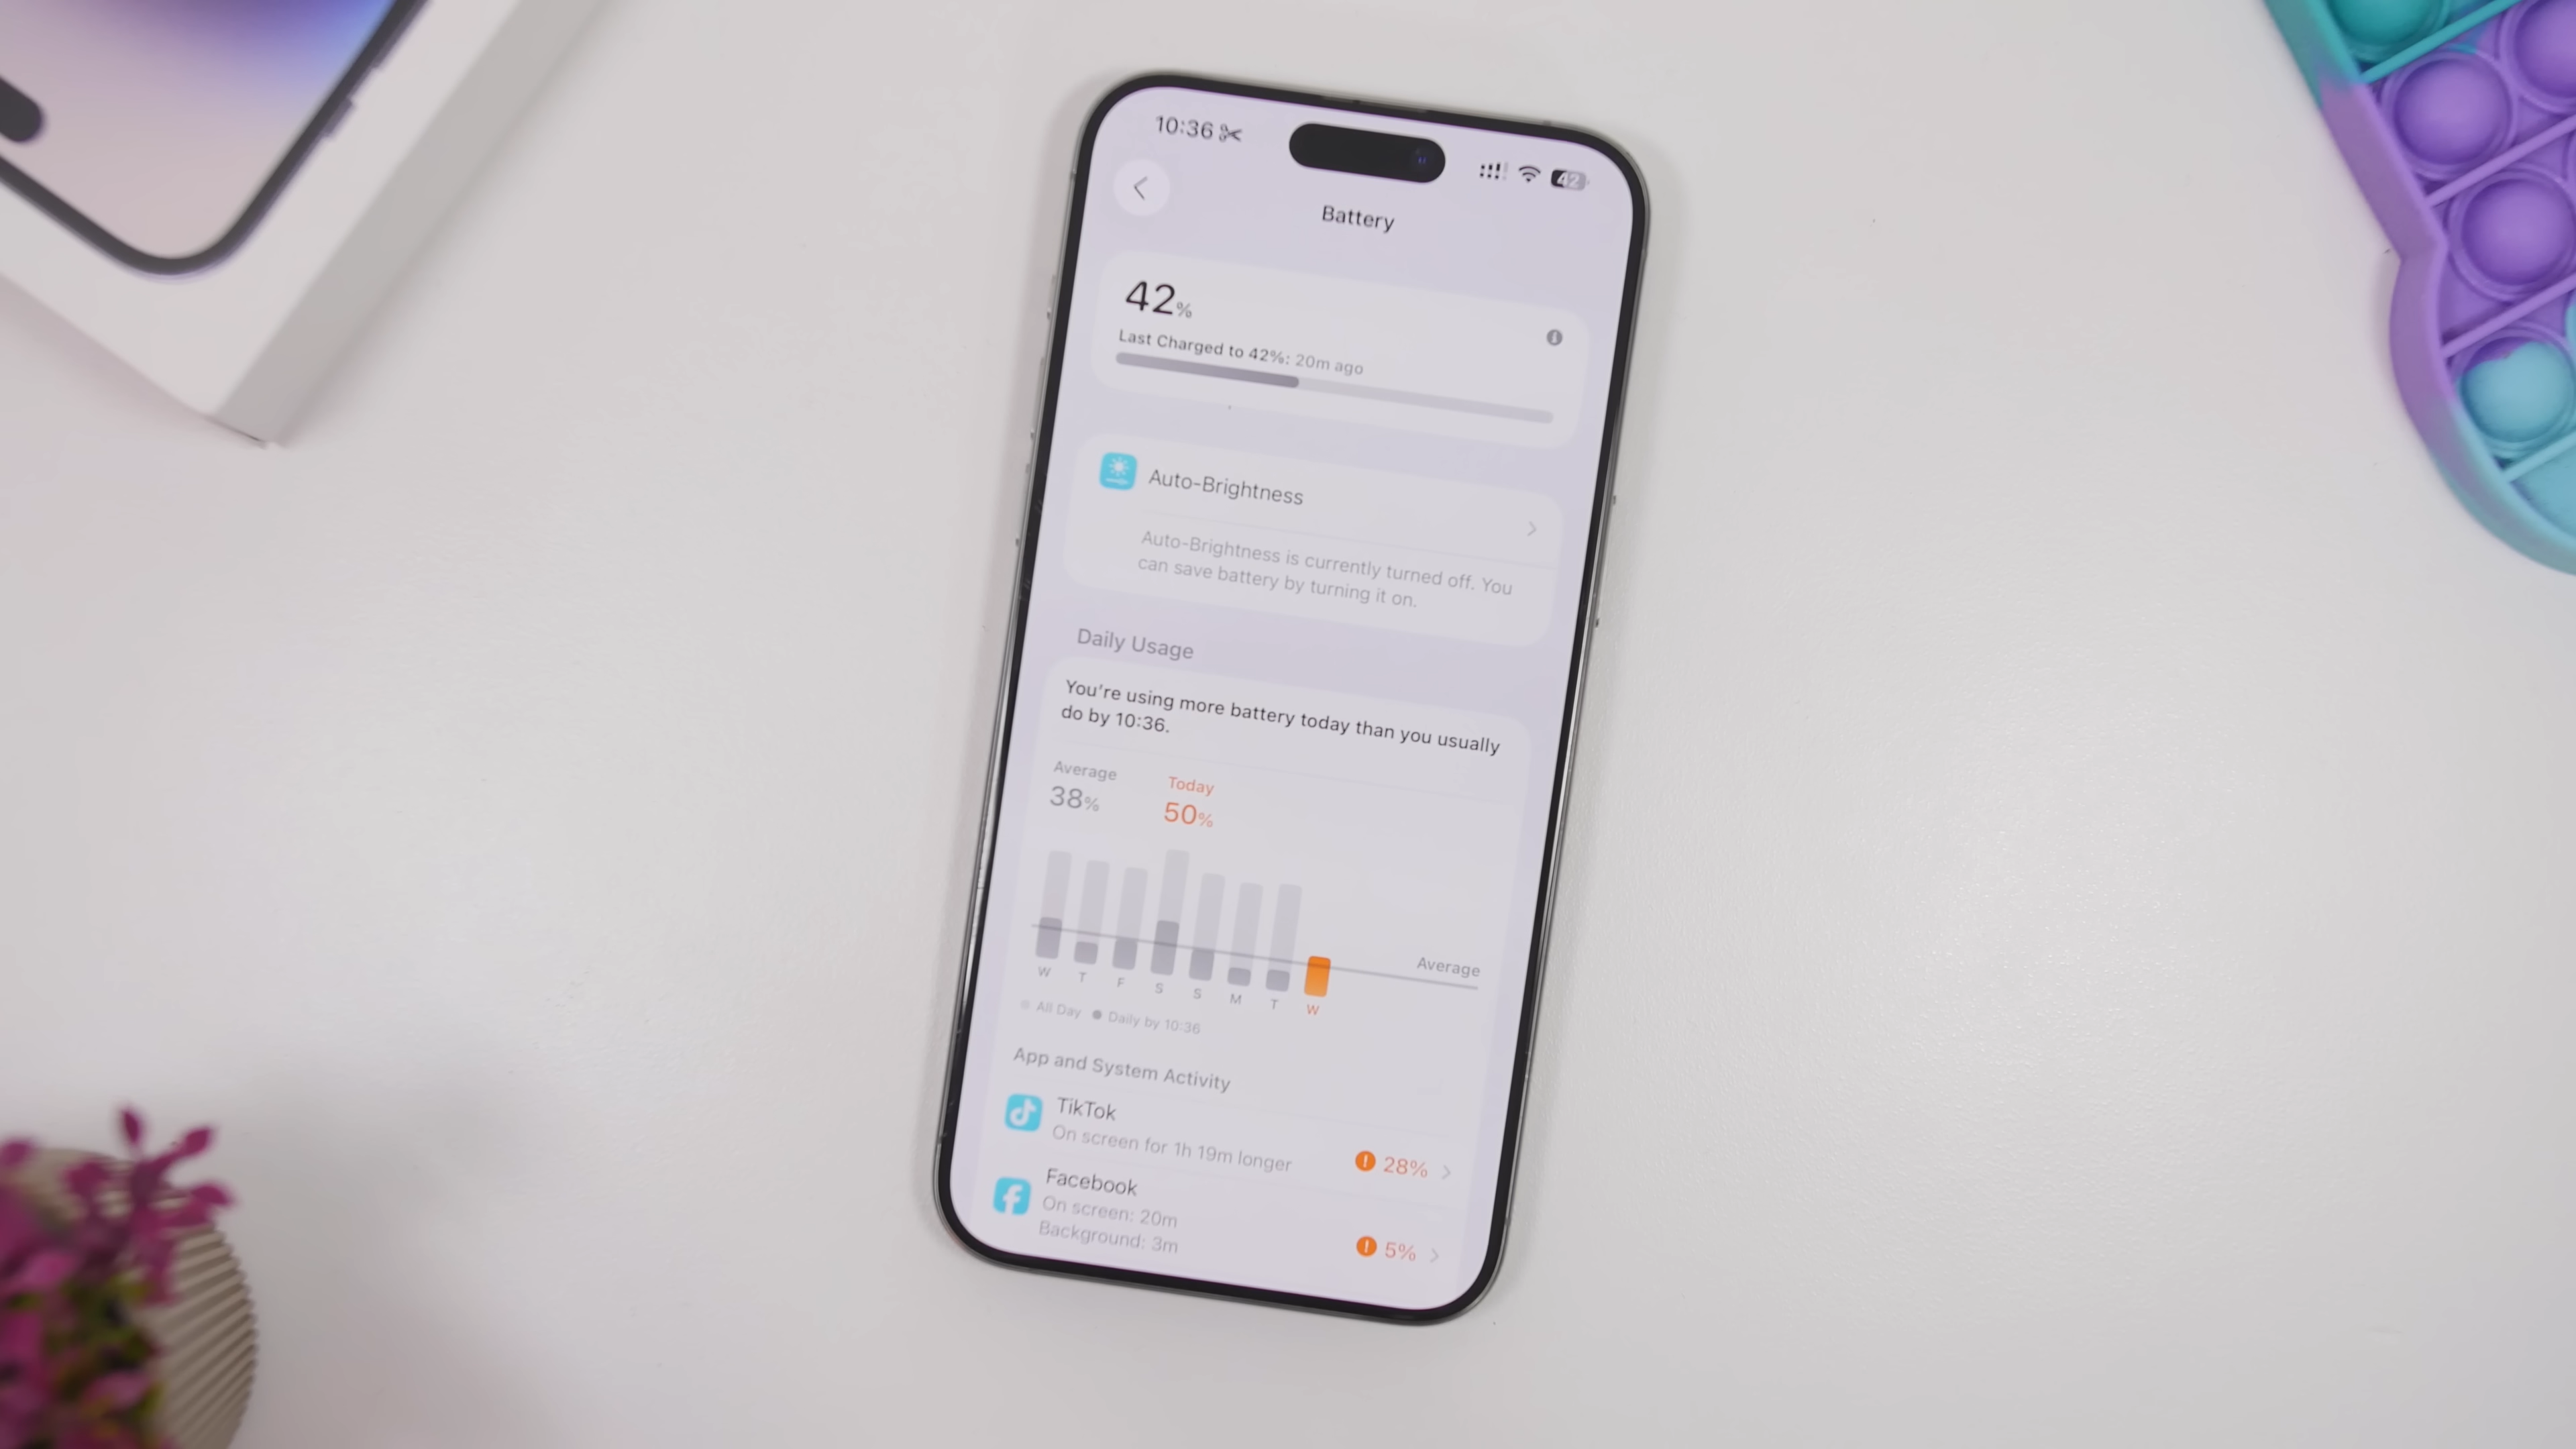 10:36
42
Battery
42%
Last Charged to 42%: 20m ago
Auto-Brightness
Auto-Brightness is currently turned off. You
can save battery by turning it on.
Daily Usage
You're using more battery today than you usually
do by 10:36.
Average
Today
38%
50%
Average
W T F S S M T W
All Day Daily by 10:36
App and System Activity
TikTok
On screen for 1h 19m longer
28%
Facebook
On screen: 20m
Background: 3m
5%